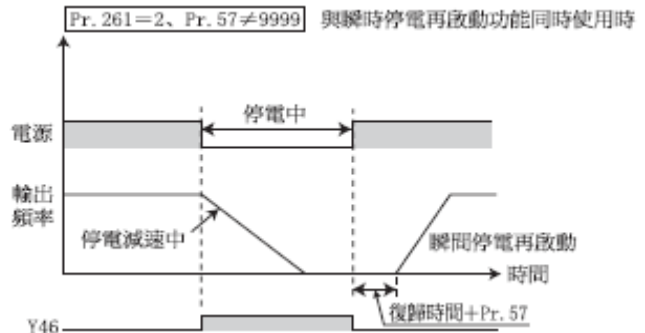 Pr.261＝2、Pr.57≠9999 與瞬時停電再啟動功能同時使用時
停電中
電源
輸出
頻率
停電減速中
瞬間停電再啟動
時間
復歸時間＋Pr.57
Y46